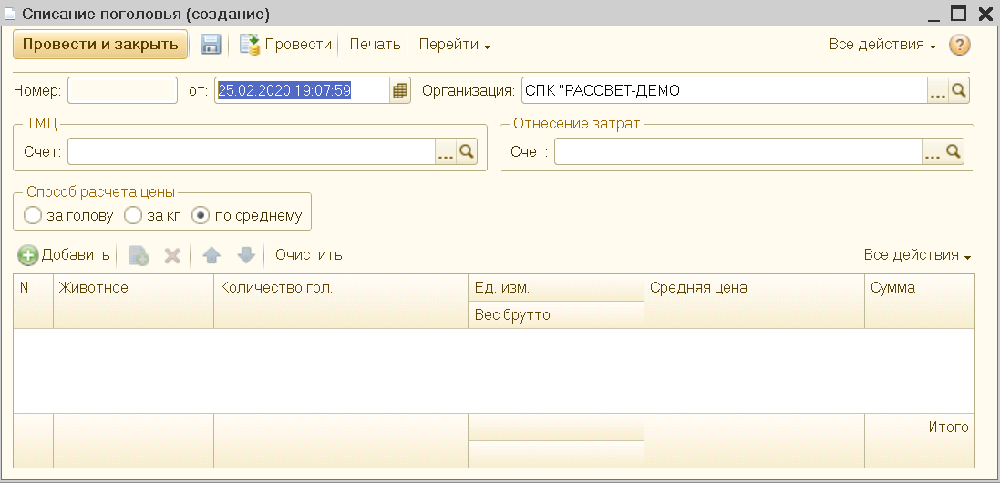 Списание поголовья (создание)
Провести и закрыть Провести Печать Перейти Все действия ?
Номер: от: 25.02.2020 19:07:59 Организация: СПК "РАССВЕТ-ДЕМО ...
ТМЦ Отнесение затрат
Счет: ... Счет: ...
Способ расчета цены
за голову за кг по среднему
Добавить Очистить Все действия
N Животное Количество гол. Ед. изм. Средняя цена Сумма
Вес брутто
Итого